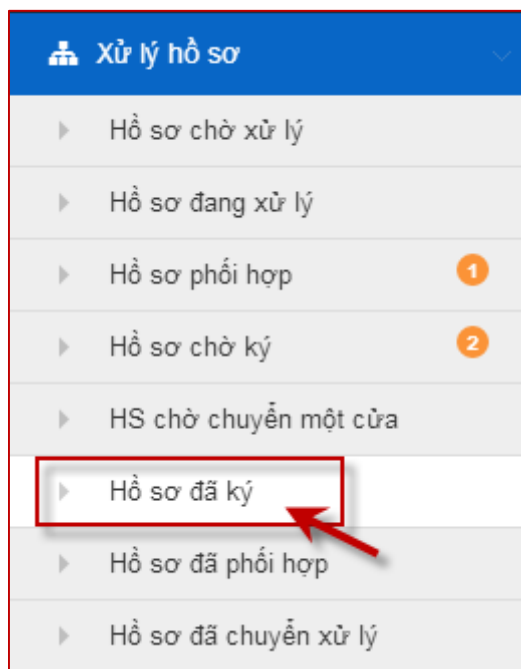 Xử lý hồ sơ
Hồ sơ chờ xử lý
Hồ sơ đang xử lý
Hồ sơ phối hợp 1
Hồ sơ chờ ký 2
HS chờ chuyển một cửa
Hồ sơ đã ký
Hồ sơ đã phối hợp
Hồ sơ đã chuyển xử lý